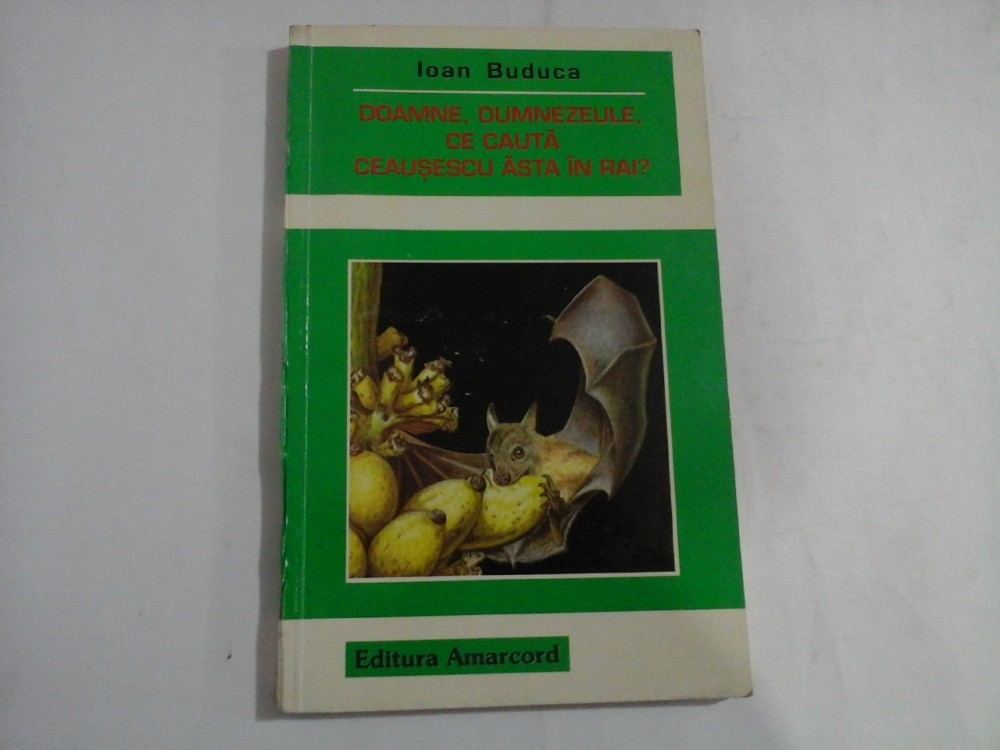 Ioan Buduca
DOAMNE, DUMNEZEULE,
CE CAUTĂ
CEAUȘESCU ĂSTA ÎN RAI?
Editura Amarcord